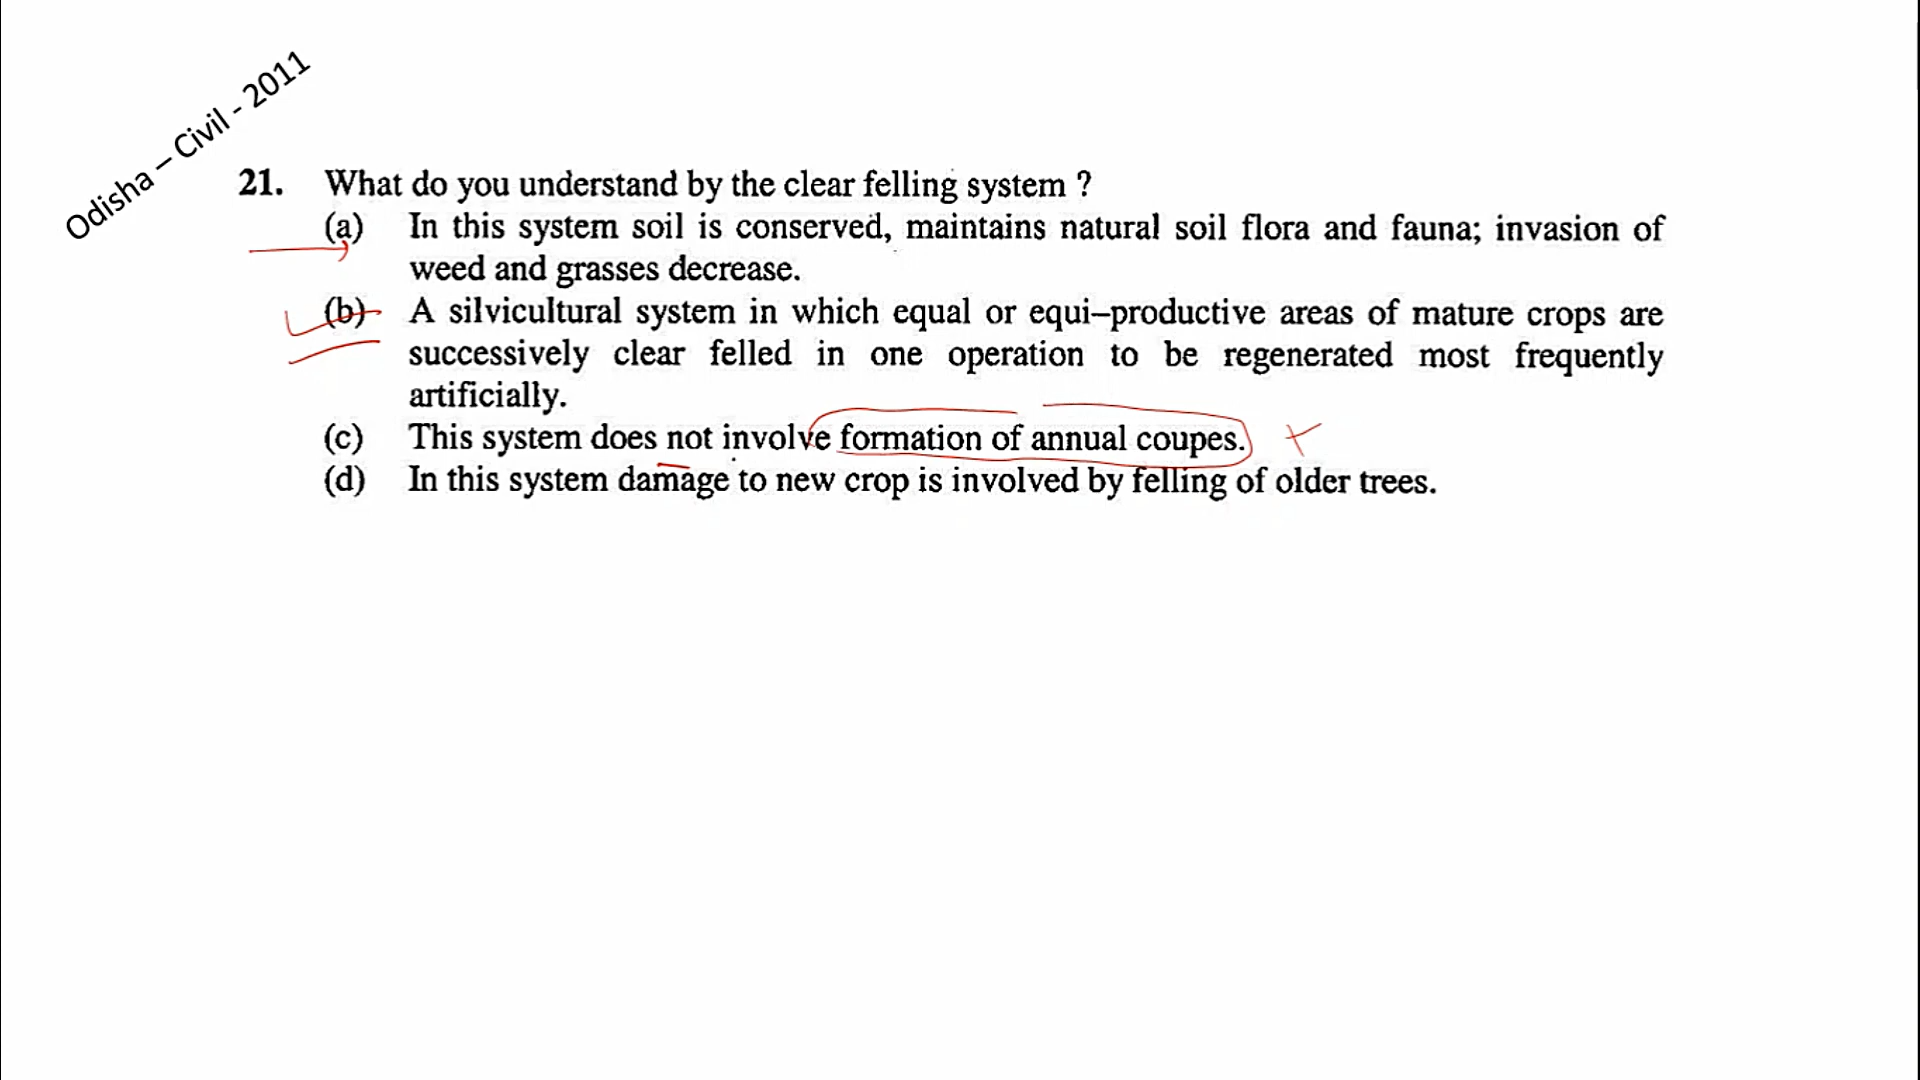 Odisha – Civil - 2011
21. What do you understand by the clear felling system ?
(a) In this system soil is conserved, maintains natural soil flora and fauna; invasion of
weed and grasses decrease.
(b) A silvicultural system in which equal or equi–productive areas of mature crops are
successively clear felled in one operation to be regenerated most frequently
artificially.
(c) This system does not involve formation of annual coupes.
(d) In this system damage to new crop is involved by felling of older trees.